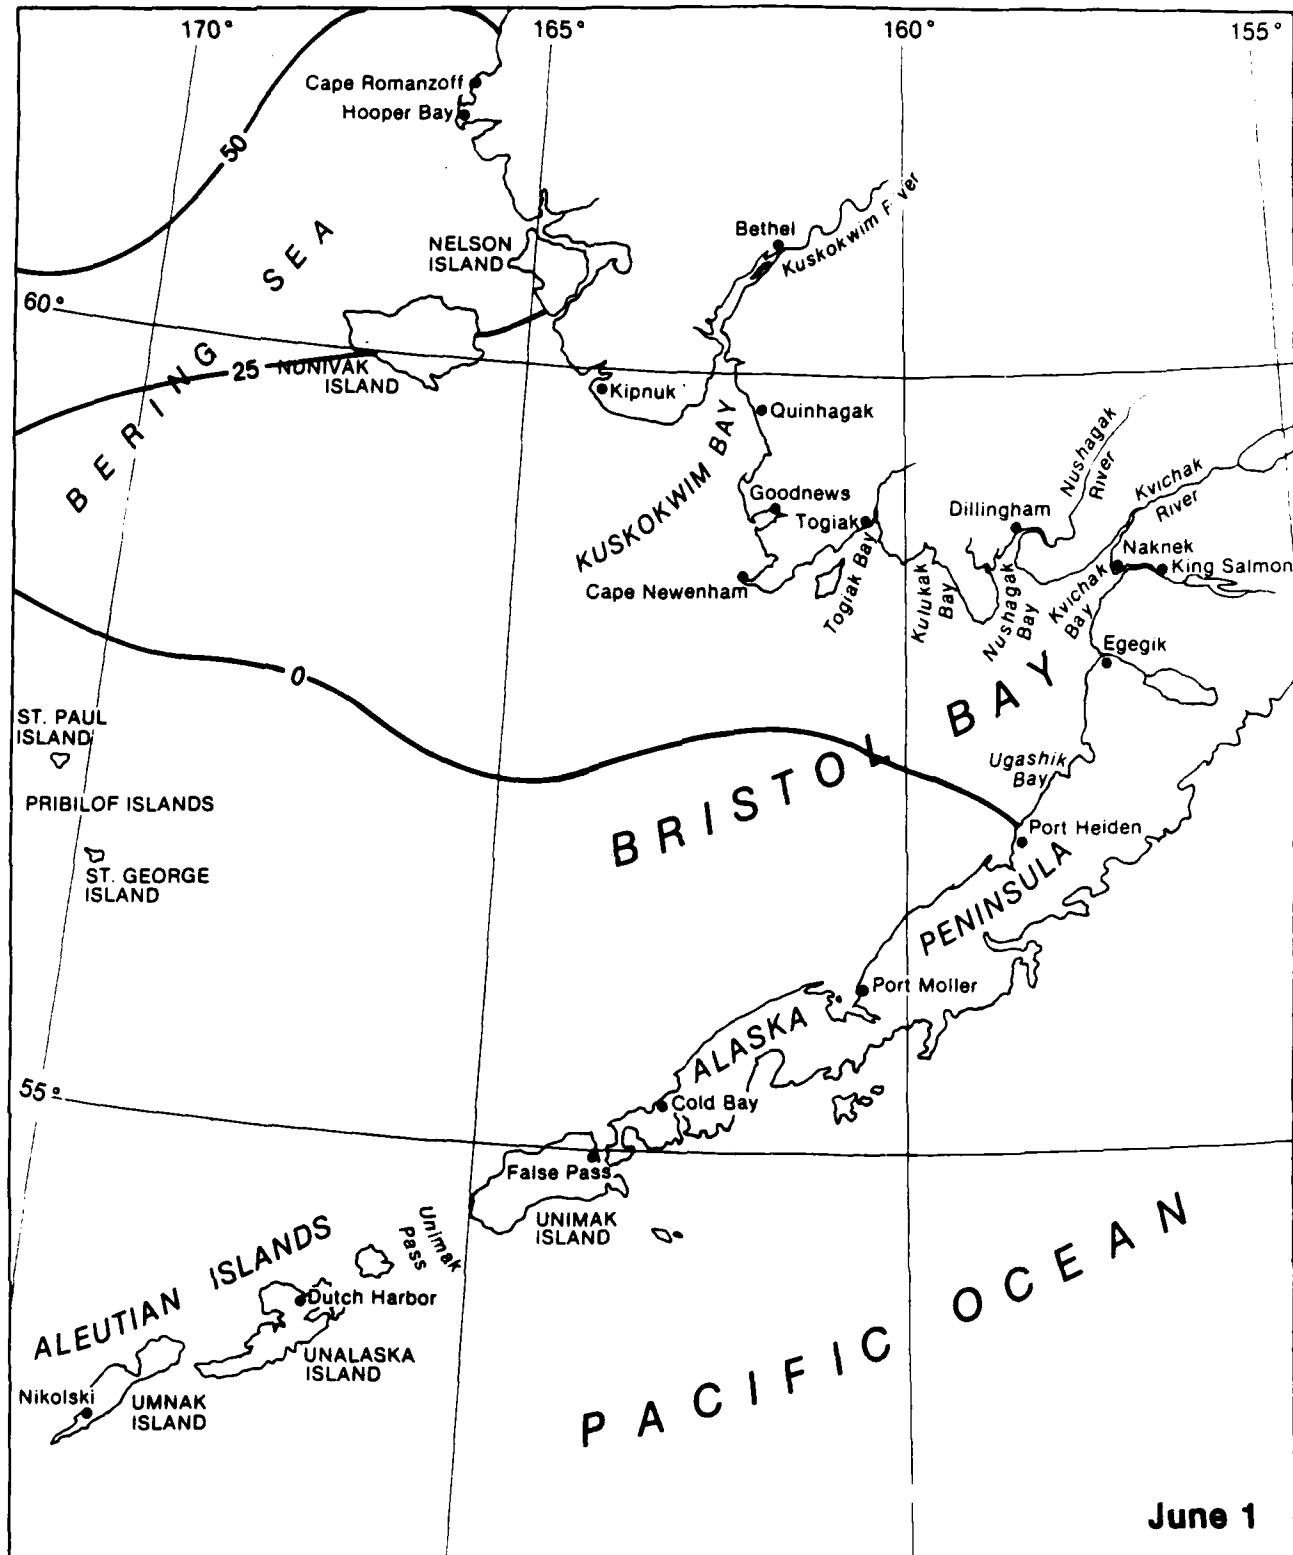 170°
165°
160°
155°
Cape Romanzoff
Hooper Bay
50
BERING SEA
NELSON
ISLAND
Bethel
Kuskokwim River
60°
25
NUNIVAK
ISLAND
Kipnuk
Quinhagak
KUSKOKWIM BAY
Goodnews
Togiak
Dillingham
Nushagak
River
Kvichak
River
Naknek
King Salmon
Cape Newenham
Togiak Bay
Kulukak
Bay
Nushagak
Bay
Kvichak
Bay
Egegik
0
ST. PAUL
ISLAND
PRIBILOF ISLANDS
ST. GEORGE
ISLAND
BRISTOL BAY
Ugashik
Bay
Port Heiden
ALASKA PENINSULA
Port Moller
55°
Cold Bay
False Pass
UNIMAK
ISLAND
Unimak
Pass
ALEUTIAN ISLANDS
Dutch Harbor
UNALASKA
ISLAND
Nikolski
UMNAK
ISLAND
PACIFIC OCEAN
June 1